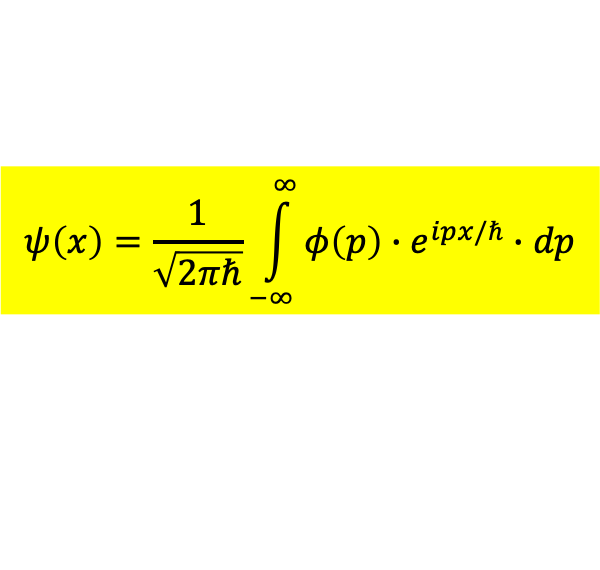 ψ(x) = 1/√(2πħ) ∫_{-∞}^{∞} ϕ(p) · e^{ipx/ħ} · dp